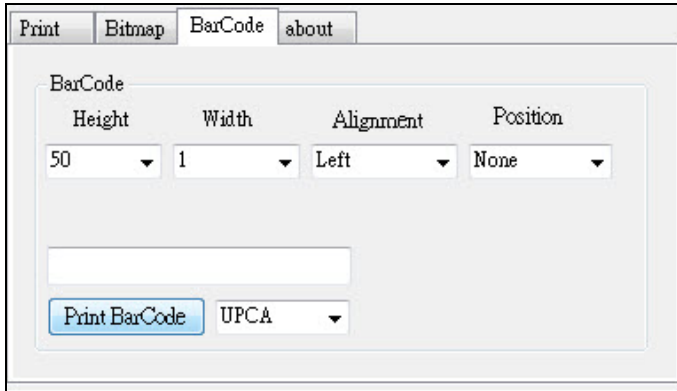 Print Bitmap BarCode about
BarCode
Height Width Alignment Position
50 1 Left None
Print BarCode UPCA